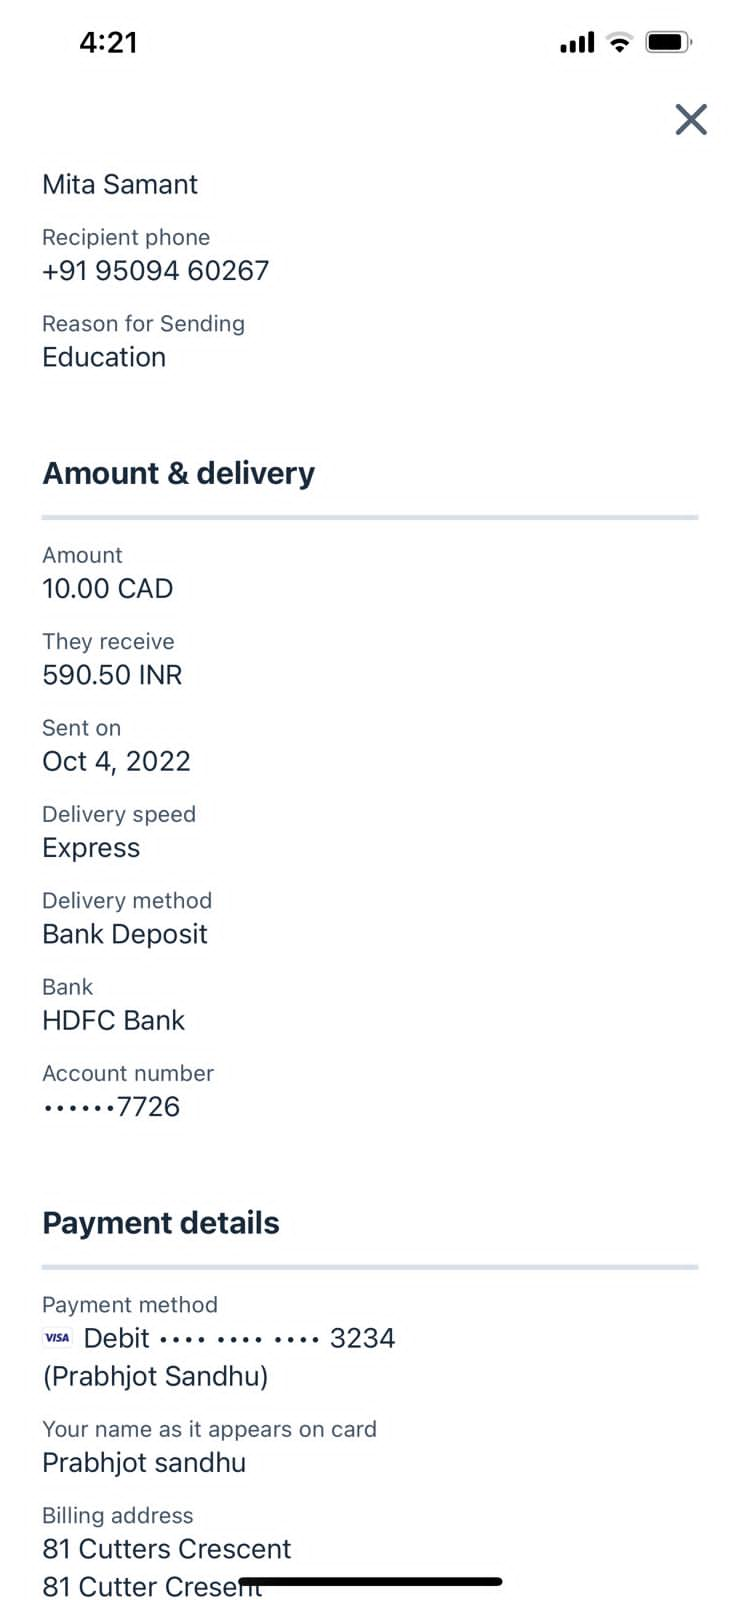 4:21
Mita Samant
Recipient phone
+91 95094 60267
Reason for Sending
Education
Amount & delivery
Amount
10.00 CAD
They receive
590.50 INR
Sent on
Oct 4, 2022
Delivery speed
Express
Delivery method
Bank Deposit
Bank
HDFC Bank
Account number
••••••7726
Payment details
Payment method
VISA Debit •••• •••• •••• 3234
(Prabhjot Sandhu)
Your name as it appears on card
Prabhjot sandhu
Billing address
81 Cutters Crescent
81 Cutter Cresent